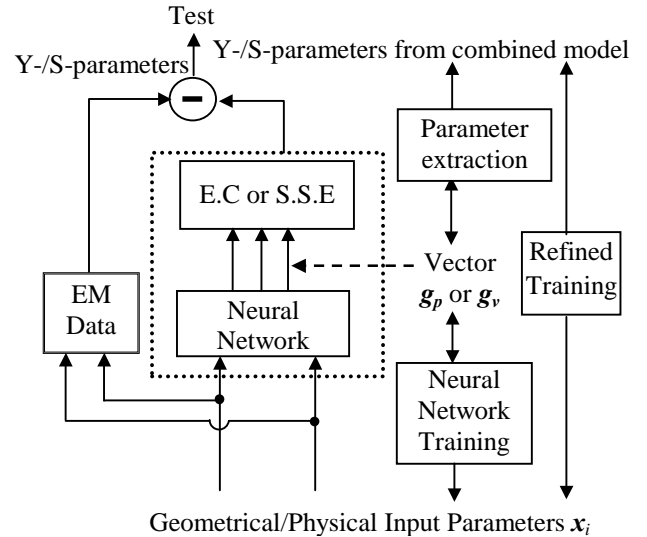 Test
Y-/S-parameters
Y-/S-parameters from combined model
Parameter
extraction
E.C or S.S.E
Vector
g_p or g_v
Refined
Training
EM
Data
Neural
Network
Neural
Network
Training
Geometrical/Physical Input Parameters x_i